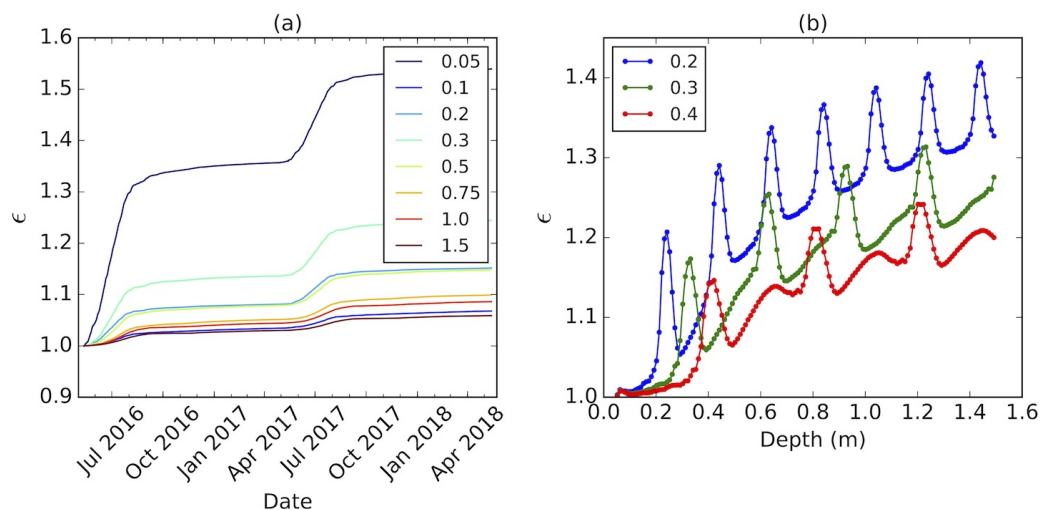 (a)
1.6
1.5
1.4
1.3
1.2
1.1
1.0
0.9
ϵ
0.05
0.1
0.2
0.3
0.5
0.75
1.0
1.5
Jul 2016
Oct 2016
Jan 2017
Apr 2017
Jul 2017
Oct 2017
Jan 2018
Apr 2018
Date
(b)
1.4
1.3
1.2
1.1
1.0
ϵ
0.2
0.3
0.4
0.0 0.2 0.4 0.6 0.8 1.0 1.2 1.4 1.6
Depth (m)